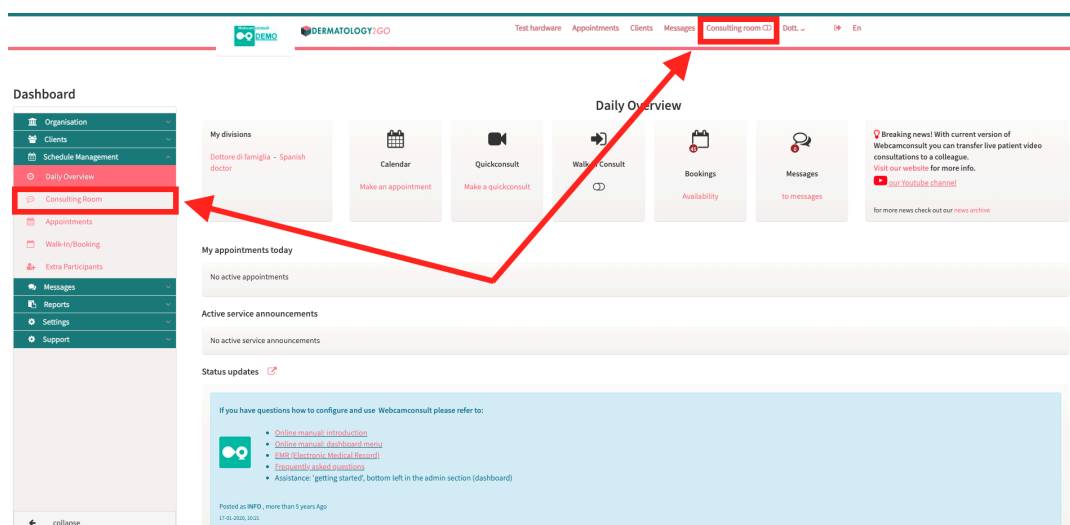 DEMO
DERMATOLOGY2GO
Test hardware Appointments Clients Messages Consulting room Dott. En
Dashboard
Organisation
Clients
Schedule Management
Daily Overview
Consulting Room
Appointments
Walk-In/Booking
Extra Participants
Messages
Reports
Settings
Support
collapse
Daily Overview
My divisions
Dottore di famiglia - Spanish
doctor
Calendar
Make an appointment
Quickconsult
Make a quickconsult
Walk-in Consult
45
Bookings
Availability
Messages
to messages
Breaking news! With current version of
Webcamconsult you can transfer live patient video
consultations to a colleague.
Visit our website for more info.
our Youtube channel
for more news check out our news archive
My appointments today
No active appointments
Active service announcements
No active service announcements
Status updates
If you have questions how to configure and use Webcamconsult please refer to:
• Online manual: introduction
• Online manual: dashboard menu
• EMR (Electronic Medical Record)
• Frequently asked questions
• Assistance: 'getting started', bottom left in the admin section (dashboard)
Posted as INFO , more than 5 years Ago
17-01-2020, 10:21